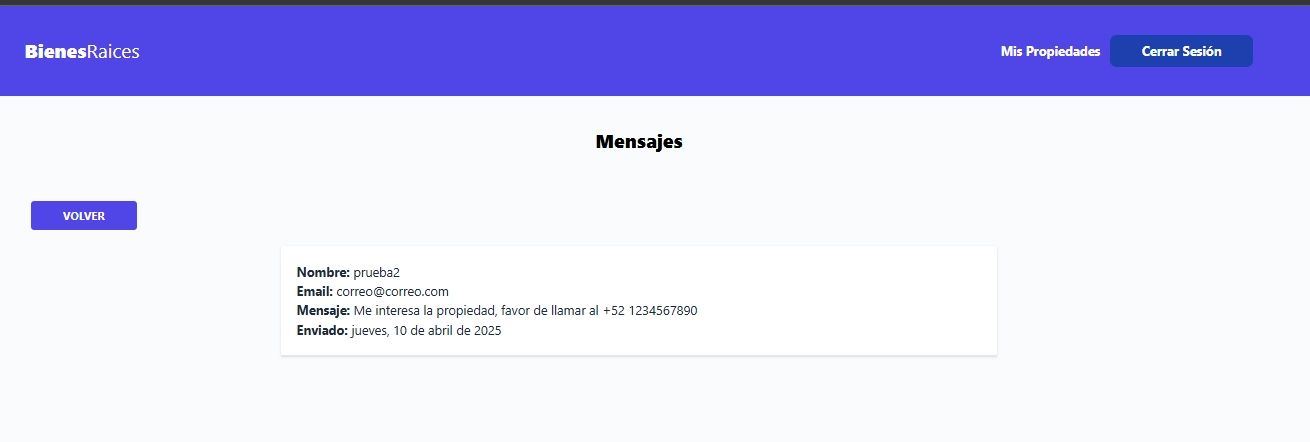 BienesRaices
Mis Propiedades
Cerrar Sesión
Mensajes
VOLVER
Nombre: prueba2
Email: correo@correo.com
Mensaje: Me interesa la propiedad, favor de llamar al +52 1234567890
Enviado: jueves, 10 de abril de 2025